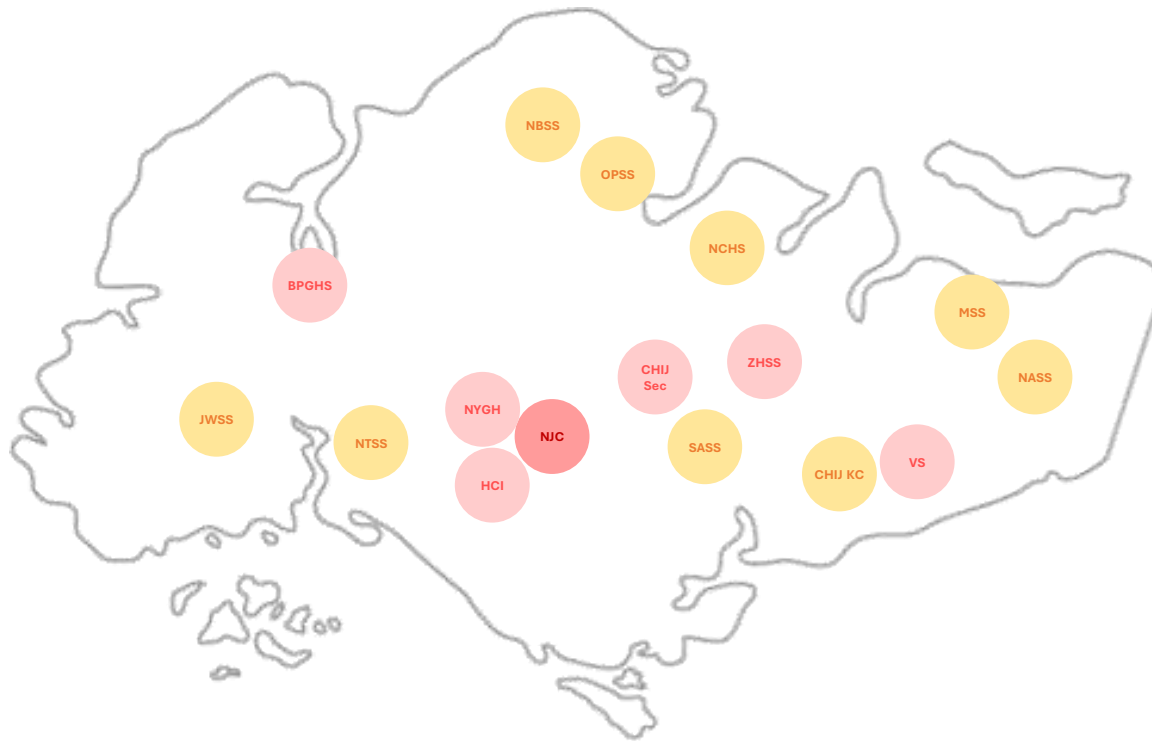 NBSS
OPSS
NCHS
BPGHS
MSS
ZHSS
CHIJ
Sec
NASS
NYGH
JWSS
NJC
NTSS
SASS
VS
CHIJ KC
HCI